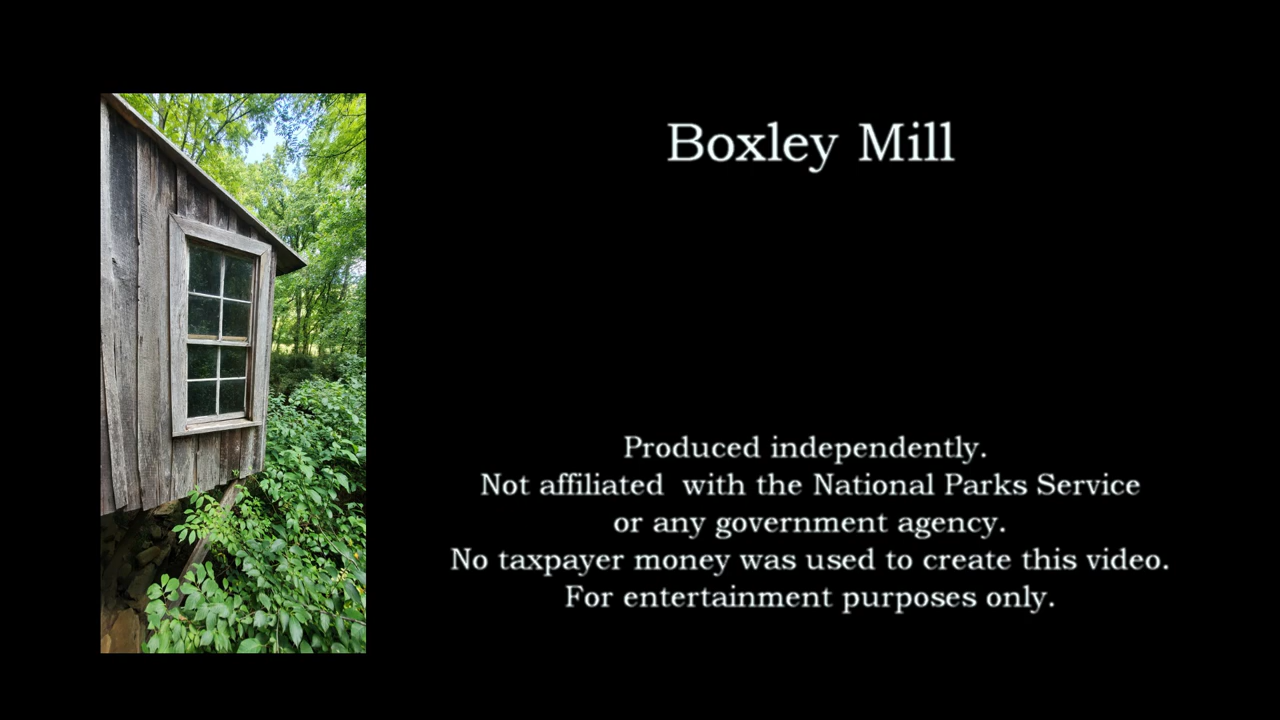 Boxley Mill
Produced independently.
Not affiliated  with the National Parks Service
or any government agency.
No taxpayer money was used to create this video.
For entertainment purposes only.